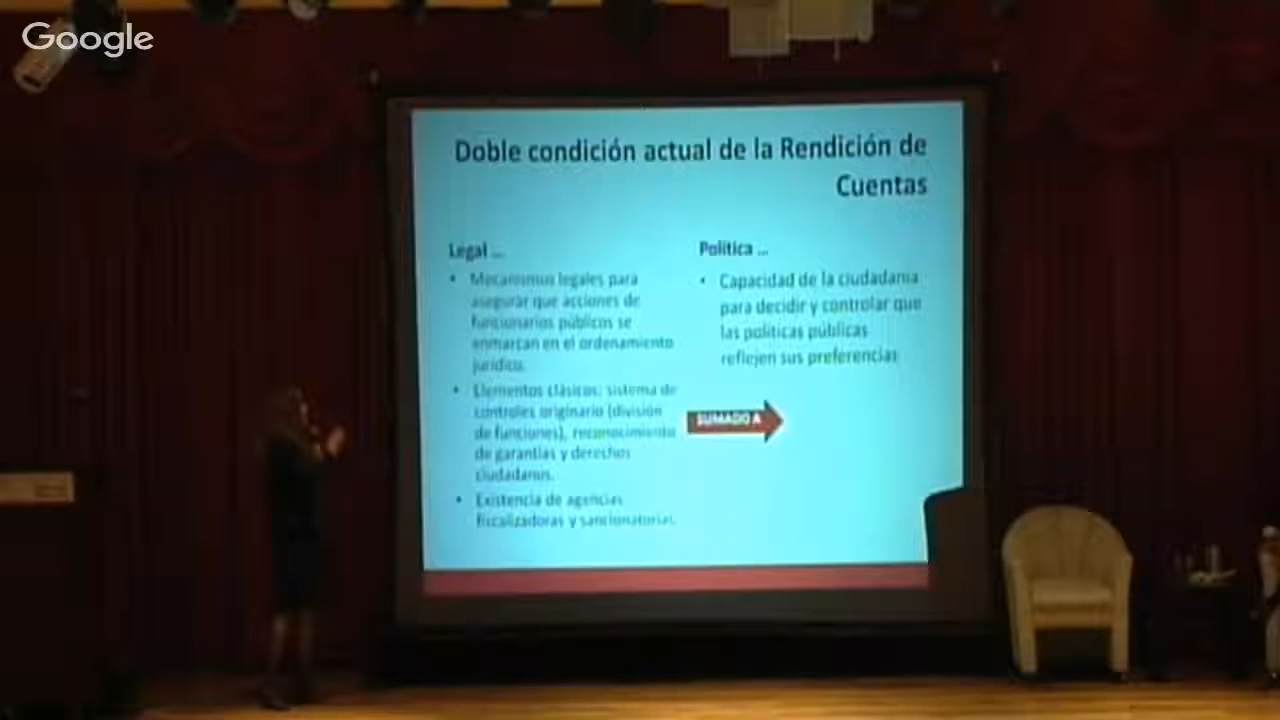 Google
Doble condición actual de la Rendición de
Cuentas
Legal ...
• Mecanismos legales para
asegurar que acciones de
funcionarios públicos se
enmarcan en el ordenamiento
jurídico.
• Elementos clásicos: sistema de
controles originario (división
de funciones), reconocimiento
de garantías y derechos
ciudadanos.
• Existencia de agencias
fiscalizadoras y sancionatorias.
Política ...
• Capacidad de la ciudadanía
para decidir y controlar que
las políticas públicas
reflejen sus preferencias
SUMADO A